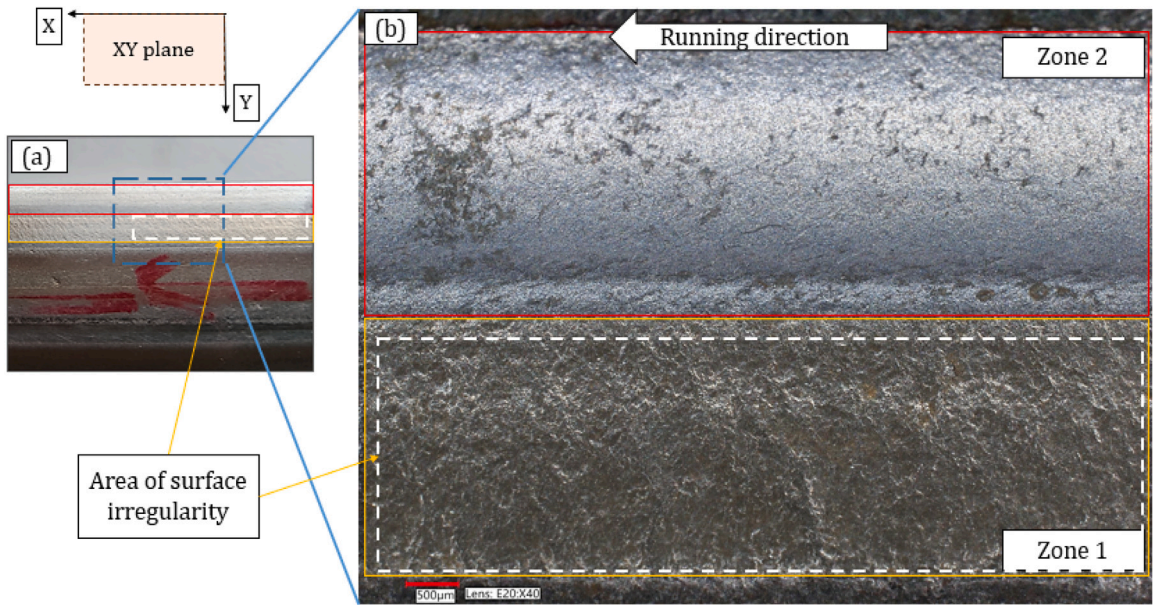 X
XY plane
Y
(a)
(b)
Running direction
Zone 2
Area of surface
irregularity
Zone 1
500μm
Lens: E20:X40